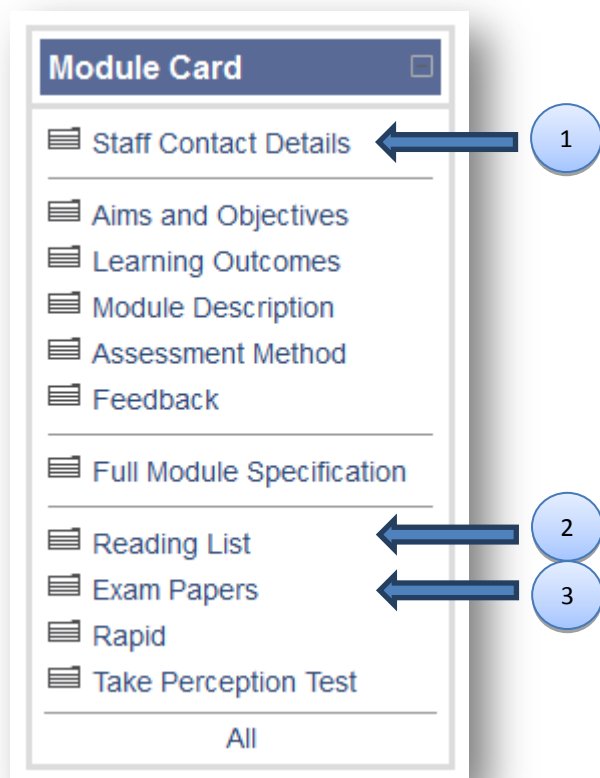 Module Card
Staff Contact Details
1
Aims and Objectives
Learning Outcomes
Module Description
Assessment Method
Feedback
Full Module Specification
Reading List
2
Exam Papers
3
Rapid
Take Perception Test
All